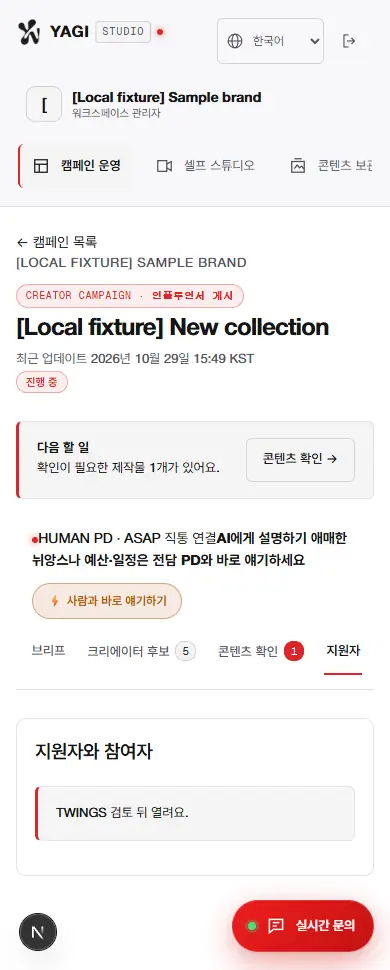 YAGI STUDIO
한국어
[
[Local fixture] Sample brand
워크스페이스 관리자
캠페인 운영 셀프 스튜디오
← 캠페인 목록
[LOCAL FIXTURE] SAMPLE BRAND
CREATOR CAMPAIGN · 인플루언서 게시
[Local fixture] New collection
최근 업데이트 2026년 10월 29일 15:49 KST
진행 중
다음 할 일
확인이 필요한 제작물 1개가 있어요.
콘텐츠 확인 →
HUMAN PD · ASAP 직통 연결AI에게 설명하기 애매한
뉘앙스나 예산·일정은 전담 PD와 바로 얘기하세요
사람과 바로 얘기하기
브리프 크리에이터 후보 5 콘텐츠 확인 1 지원자
지원자와 참여자
TWINGS 검토 뒤 열려요.
N
실시간 문의